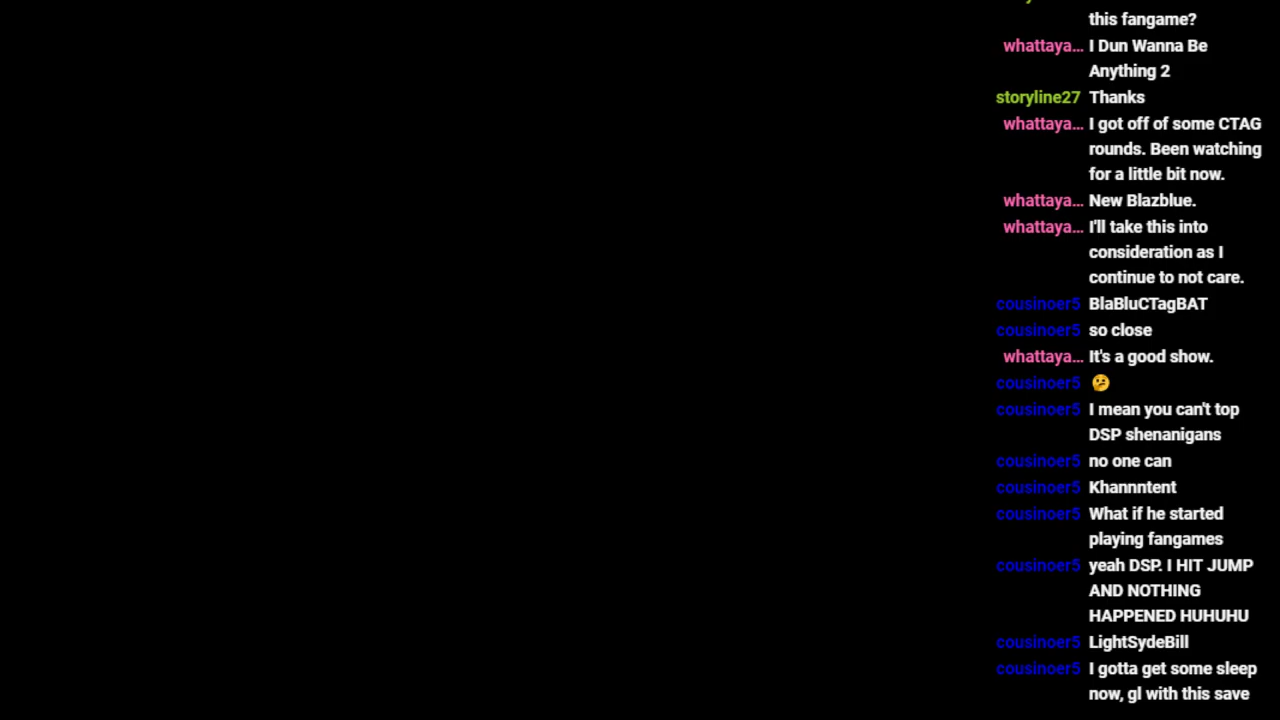 this fangame?
whattaya... I Dun Wanna Be
Anything 2
storyline27 Thanks
whattaya... I got off of some CTAG
rounds. Been watching
for a little bit now.
whattaya... New Blazblue.
whattaya... I'll take this into
consideration as I
continue to not care.
cousinoer5 BlaBluCTagBAT
cousinoer5 so close
whattaya... It's a good show.
cousinoer5 🤔
cousinoer5 I mean you can't top
DSP shenanigans
cousinoer5 no one can
cousinoer5 Khannntent
cousinoer5 What if he started
playing fangames
cousinoer5 yeah DSP. I HIT JUMP
AND NOTHING
HAPPENED HUHUHU
cousinoer5 LightSydeBill
cousinoer5 I gotta get some sleep
now, gl with this save